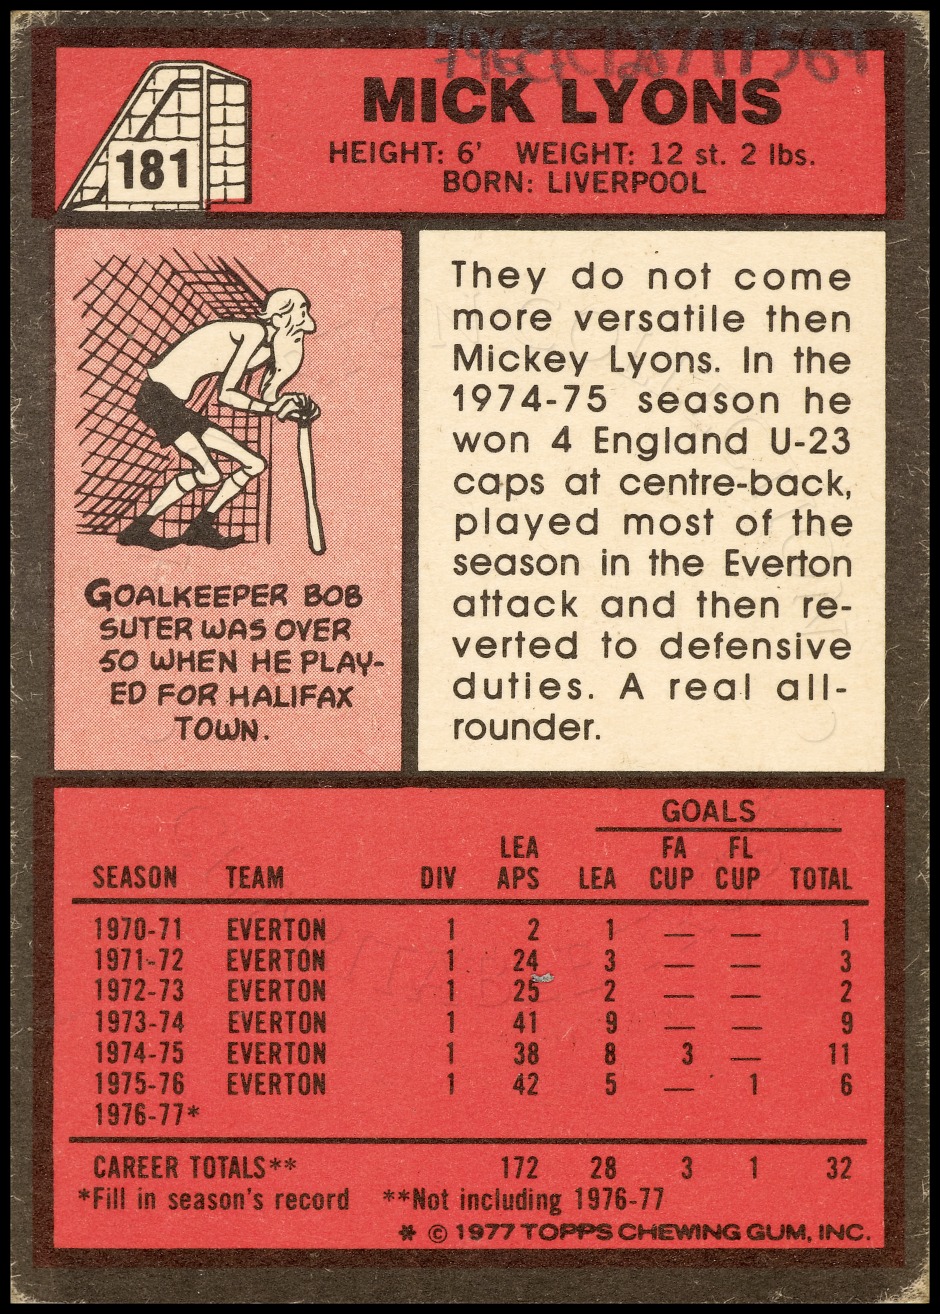 MICK LYONS
181
HEIGHT: 6' WEIGHT: 12 st. 2 lbs.
BORN: LIVERPOOL
GOALKEEPER BOB
SUTER WAS OVER
50 WHEN HE PLAY-
ED FOR HALIFAX
TOWN.
They do not come
more versatile then
Mickey Lyons. In the
1974-75 season he
won 4 England U-23
caps at centre-back,
played most of the
season in the Everton
attack and then re-
verted to defensive
duties. A real all-
rounder.
GOALS
LEA FA FL
SEASON TEAM DIV APS LEA CUP CUP TOTAL
1970-71 EVERTON 1 2 1 — — 1
1971-72 EVERTON 1 24 3 — — 3
1972-73 EVERTON 1 25 2 — — 2
1973-74 EVERTON 1 41 9 — — 9
1974-75 EVERTON 1 38 8 3 — 11
1975-76 EVERTON 1 42 5 — 1 6
1976-77*
CAREER TOTALS** 172 28 3 1 32
*Fill in season's record **Not including 1976-77
* © 1977 TOPPS CHEWING GUM, INC.